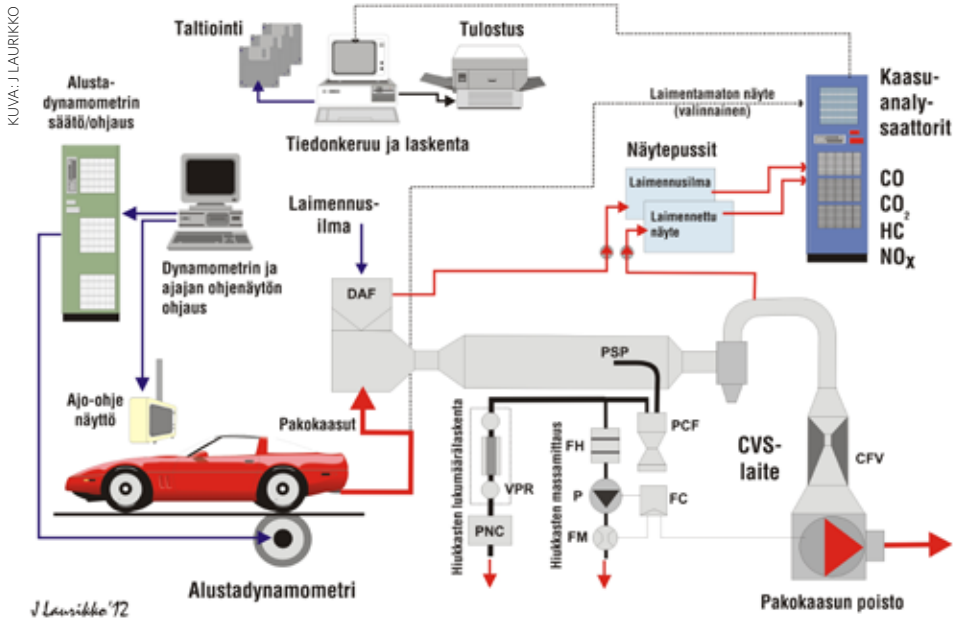 KUVA: J LAURIKKO
Taltiointi
Tulostus
Alusta-
dynamometrin
säätö/ohjaus
Tiedonkeruu ja laskenta
Laimentamaton näyte
(valinnainen)
Kaasu-
analy-
saattorit
Näytepussit
Laimennusilma
Laimennettu
näyte
CO
CO2
HC
NOx
Laimennus-
ilma
Dynamometrin ja
ajajan ohjenäytön
ohjaus
DAF
PSP
Ajo-ohje
näyttö
Pakokaasut
Hiukkasten lukumäärälaskenta
VPR
PNC
Hiukkasten massamittaus
FH
P
FM
PCF
FC
CVS-
laite
CFV
Alustadynamometri
Pakokaasun poisto
J Laurikko'12